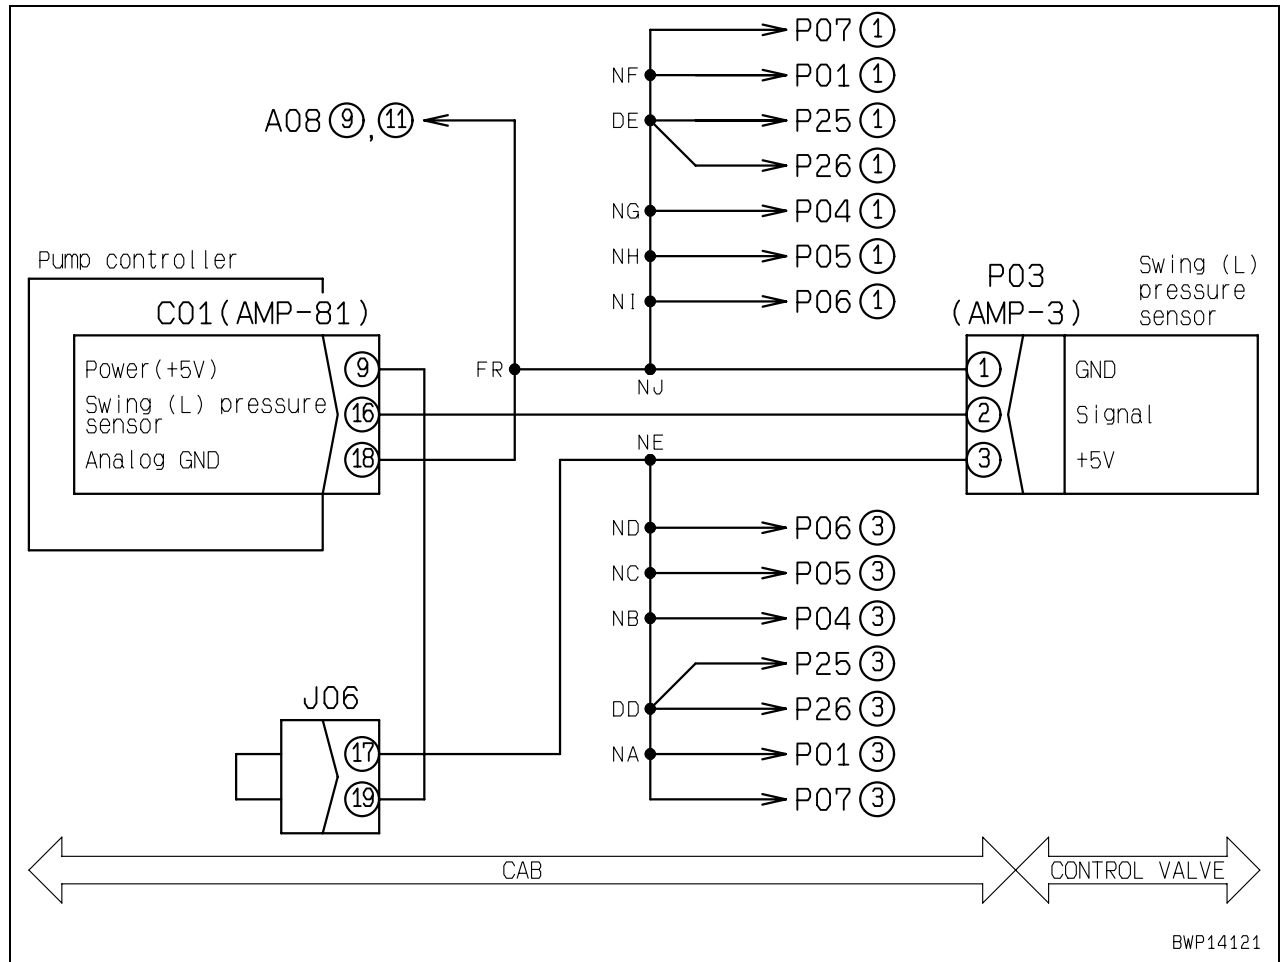 P07 ①
NF P01 ①
A08 ⑨, ⑪
DE P25 ①
P26 ①
NG P04 ①
NH P05 ①
NI P06 ①
Pump controller
C01(AMP-81)
P03
(AMP-3)
Swing (L)
pressure
sensor
Power(+5V) ⑨
FR
NJ
① GND
Swing (L) pressure
sensor ⑯
② Signal
Analog GND ⑱
NE
③ +5V
ND P06 ③
NC P05 ③
NB P04 ③
P25 ③
DD P26 ③
NA P01 ③
P07 ③
J06
⑰
⑲
CAB
CONTROL VALVE
BWP14121